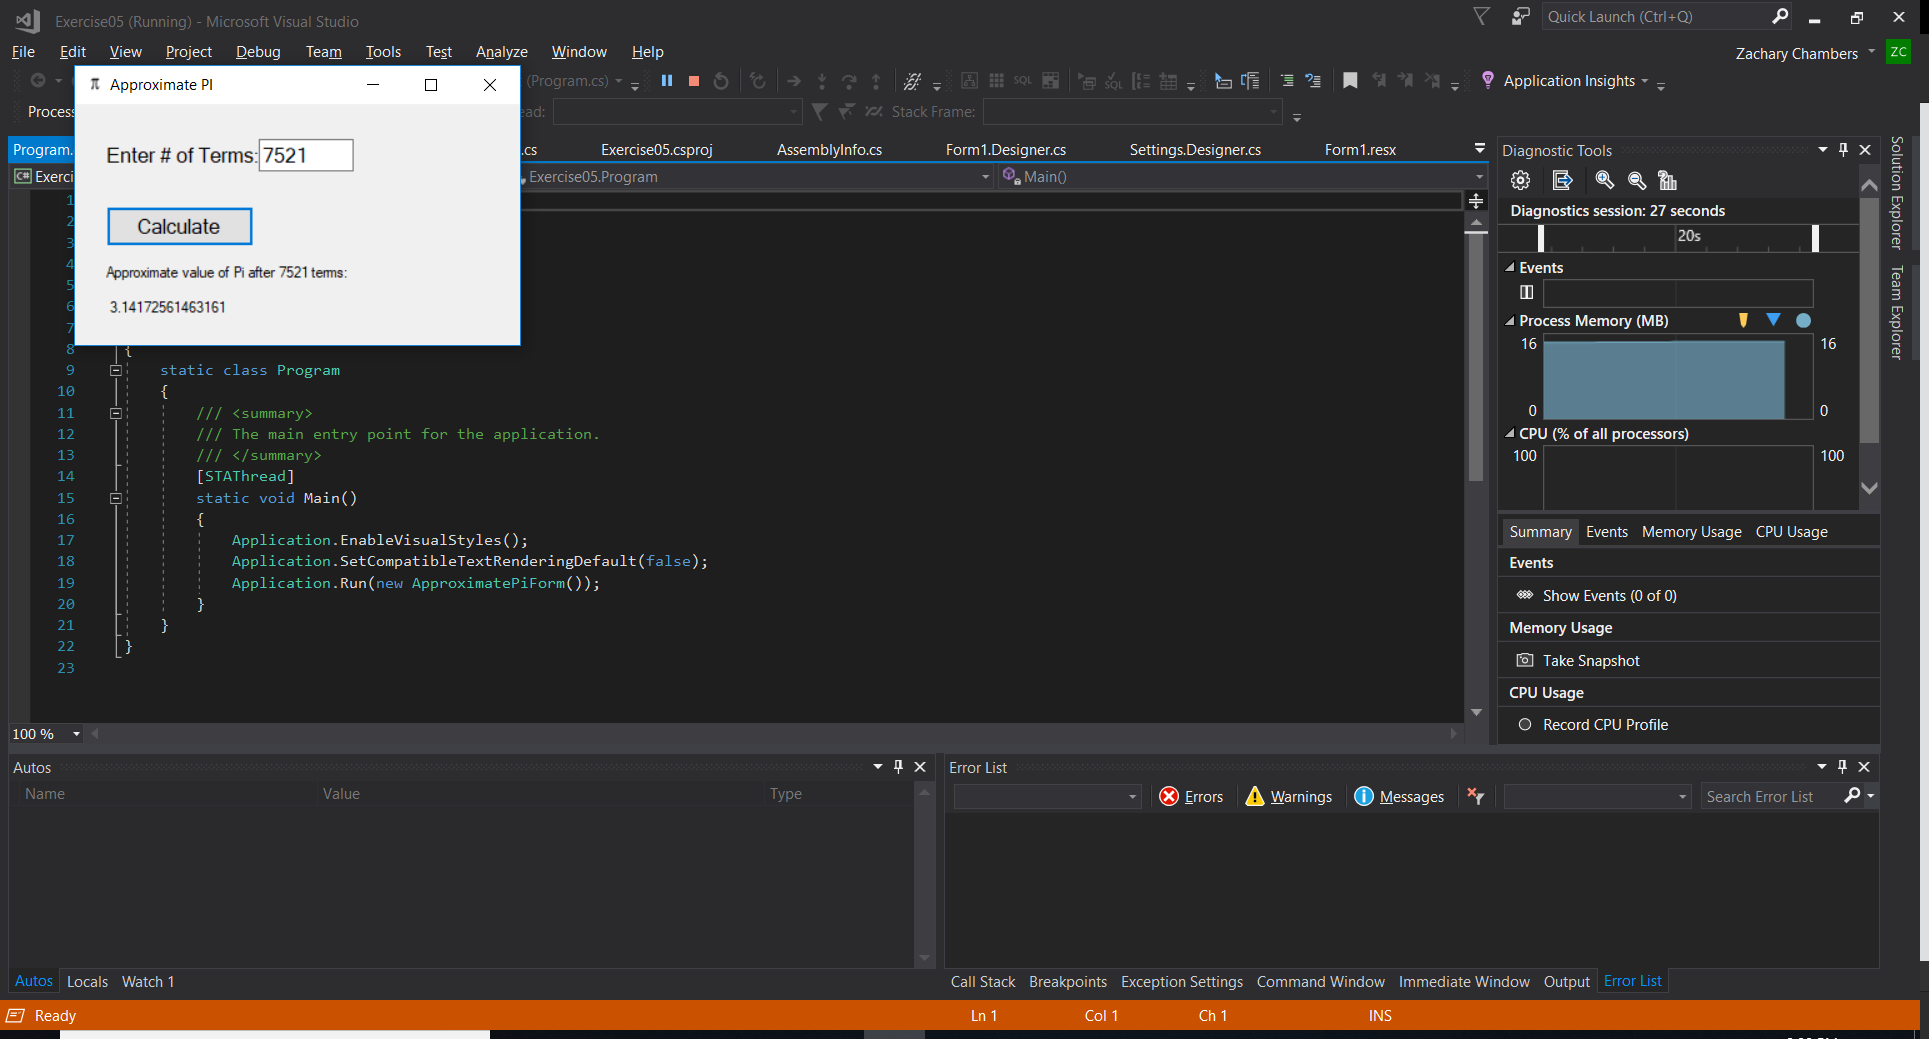 Exercise05 (Running) - Microsoft Visual Studio
Quick Launch (Ctrl+Q)
File Edit View Project Debug Team Tools Test Analyze Window Help
Zachary Chambers ZC
π Approximate PI
(Program.cs)
SQL
SQL
Application Insights
Process
ead:
Stack Frame:
Enter # of Terms: 7521
Calculate
Approximate value of Pi after 7521 terms:
3.14172561463161
Program.
.cs Exercise05.csproj AssemblyInfo.cs Form1.Designer.cs Settings.Designer.cs Form1.resx
C# Exerci
Exercise05.Program
Main()
1
2
3
4
5
6
7
8 {
9 static class Program
10 {
11 /// <summary>
12 /// The main entry point for the application.
13 /// </summary>
14 [STAThread]
15 static void Main()
16 {
17 Application.EnableVisualStyles();
18 Application.SetCompatibleTextRenderingDefault(false);
19 Application.Run(new ApproximatePiForm());
20 }
21 }
22 }
23
100 %
Diagnostic Tools
Diagnostics session: 27 seconds
20s
Events
Process Memory (MB)
16 16
0 0
CPU (% of all processors)
100 100
Summary Events Memory Usage CPU Usage
Events
Show Events (0 of 0)
Memory Usage
Take Snapshot
CPU Usage
Record CPU Profile
Solution Explorer
Team Explorer
Autos
Name Value Type
Autos Locals Watch 1
Error List
Errors Warnings Messages
Search Error List
Call Stack Breakpoints Exception Settings Command Window Immediate Window Output Error List
Ready
Ln 1 Col 1 Ch 1 INS